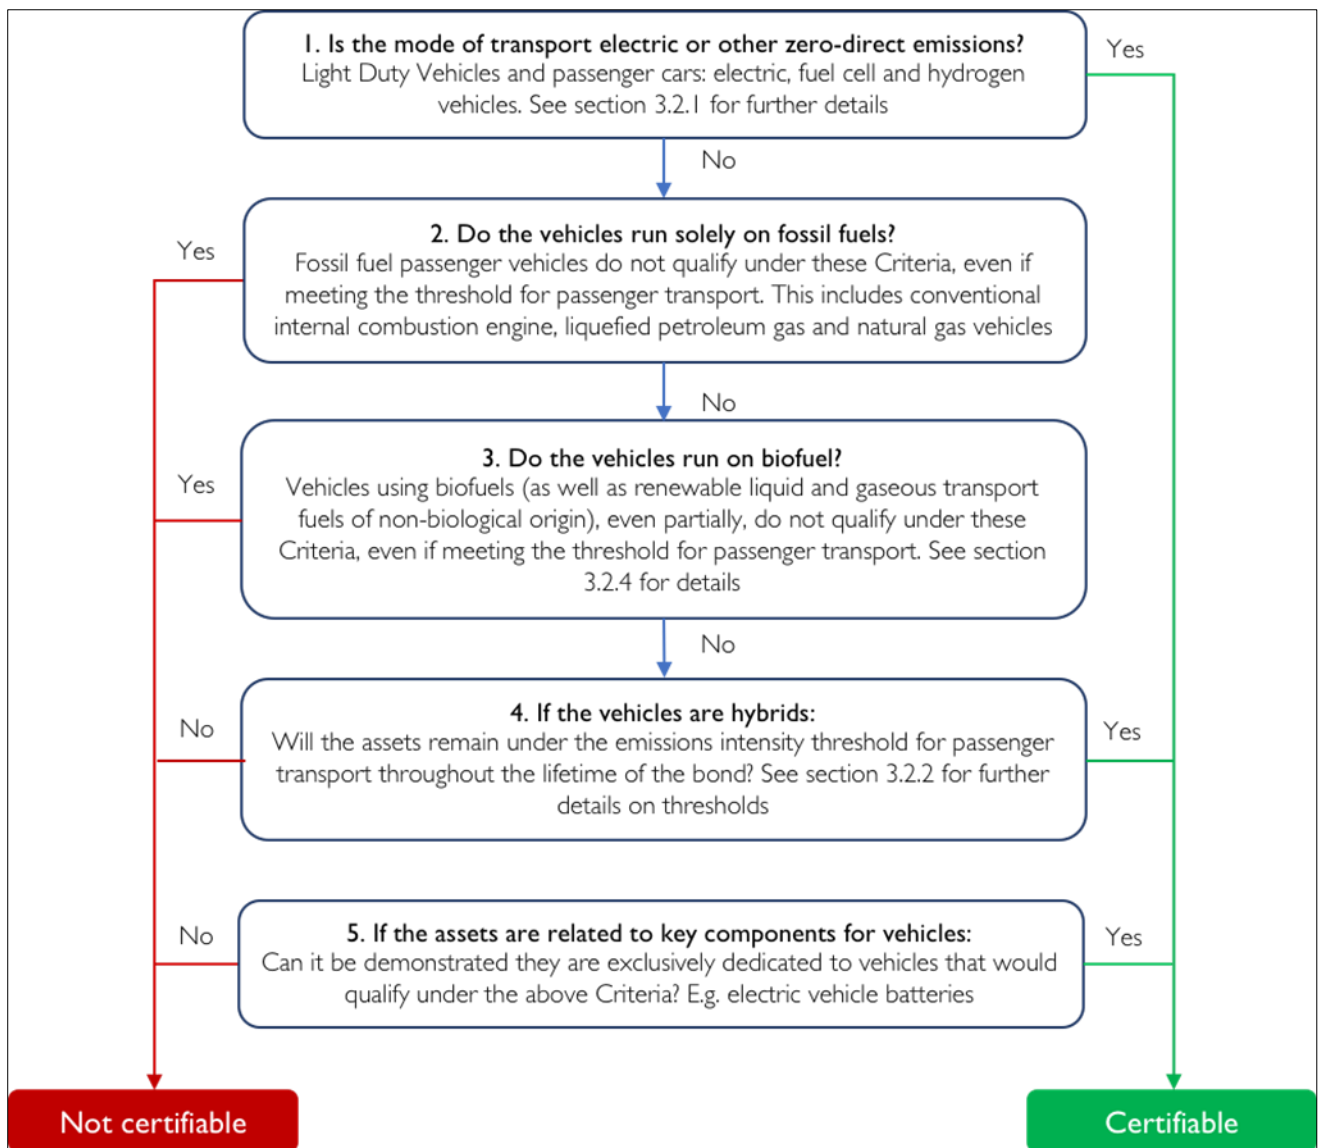 1. Is the mode of transport electric or other zero-direct emissions?
Light Duty Vehicles and passenger cars: electric, fuel cell and hydrogen
vehicles. See section 3.2.1 for further details
Yes
No
2. Do the vehicles run solely on fossil fuels?
Fossil fuel passenger vehicles do not qualify under these Criteria, even if
meeting the threshold for passenger transport. This includes conventional
internal combustion engine, liquefied petroleum gas and natural gas vehicles
Yes
No
3. Do the vehicles run on biofuel?
Vehicles using biofuels (as well as renewable liquid and gaseous transport
fuels of non-biological origin), even partially, do not qualify under these
Criteria, even if meeting the threshold for passenger transport. See section
3.2.4 for details
Yes
No
4. If the vehicles are hybrids:
Will the assets remain under the emissions intensity threshold for passenger
transport throughout the lifetime of the bond? See section 3.2.2 for further
details on thresholds
No
Yes
5. If the assets are related to key components for vehicles:
Can it be demonstrated they are exclusively dedicated to vehicles that would
qualify under the above Criteria? E.g. electric vehicle batteries
No
Yes
Not certifiable
Certifiable